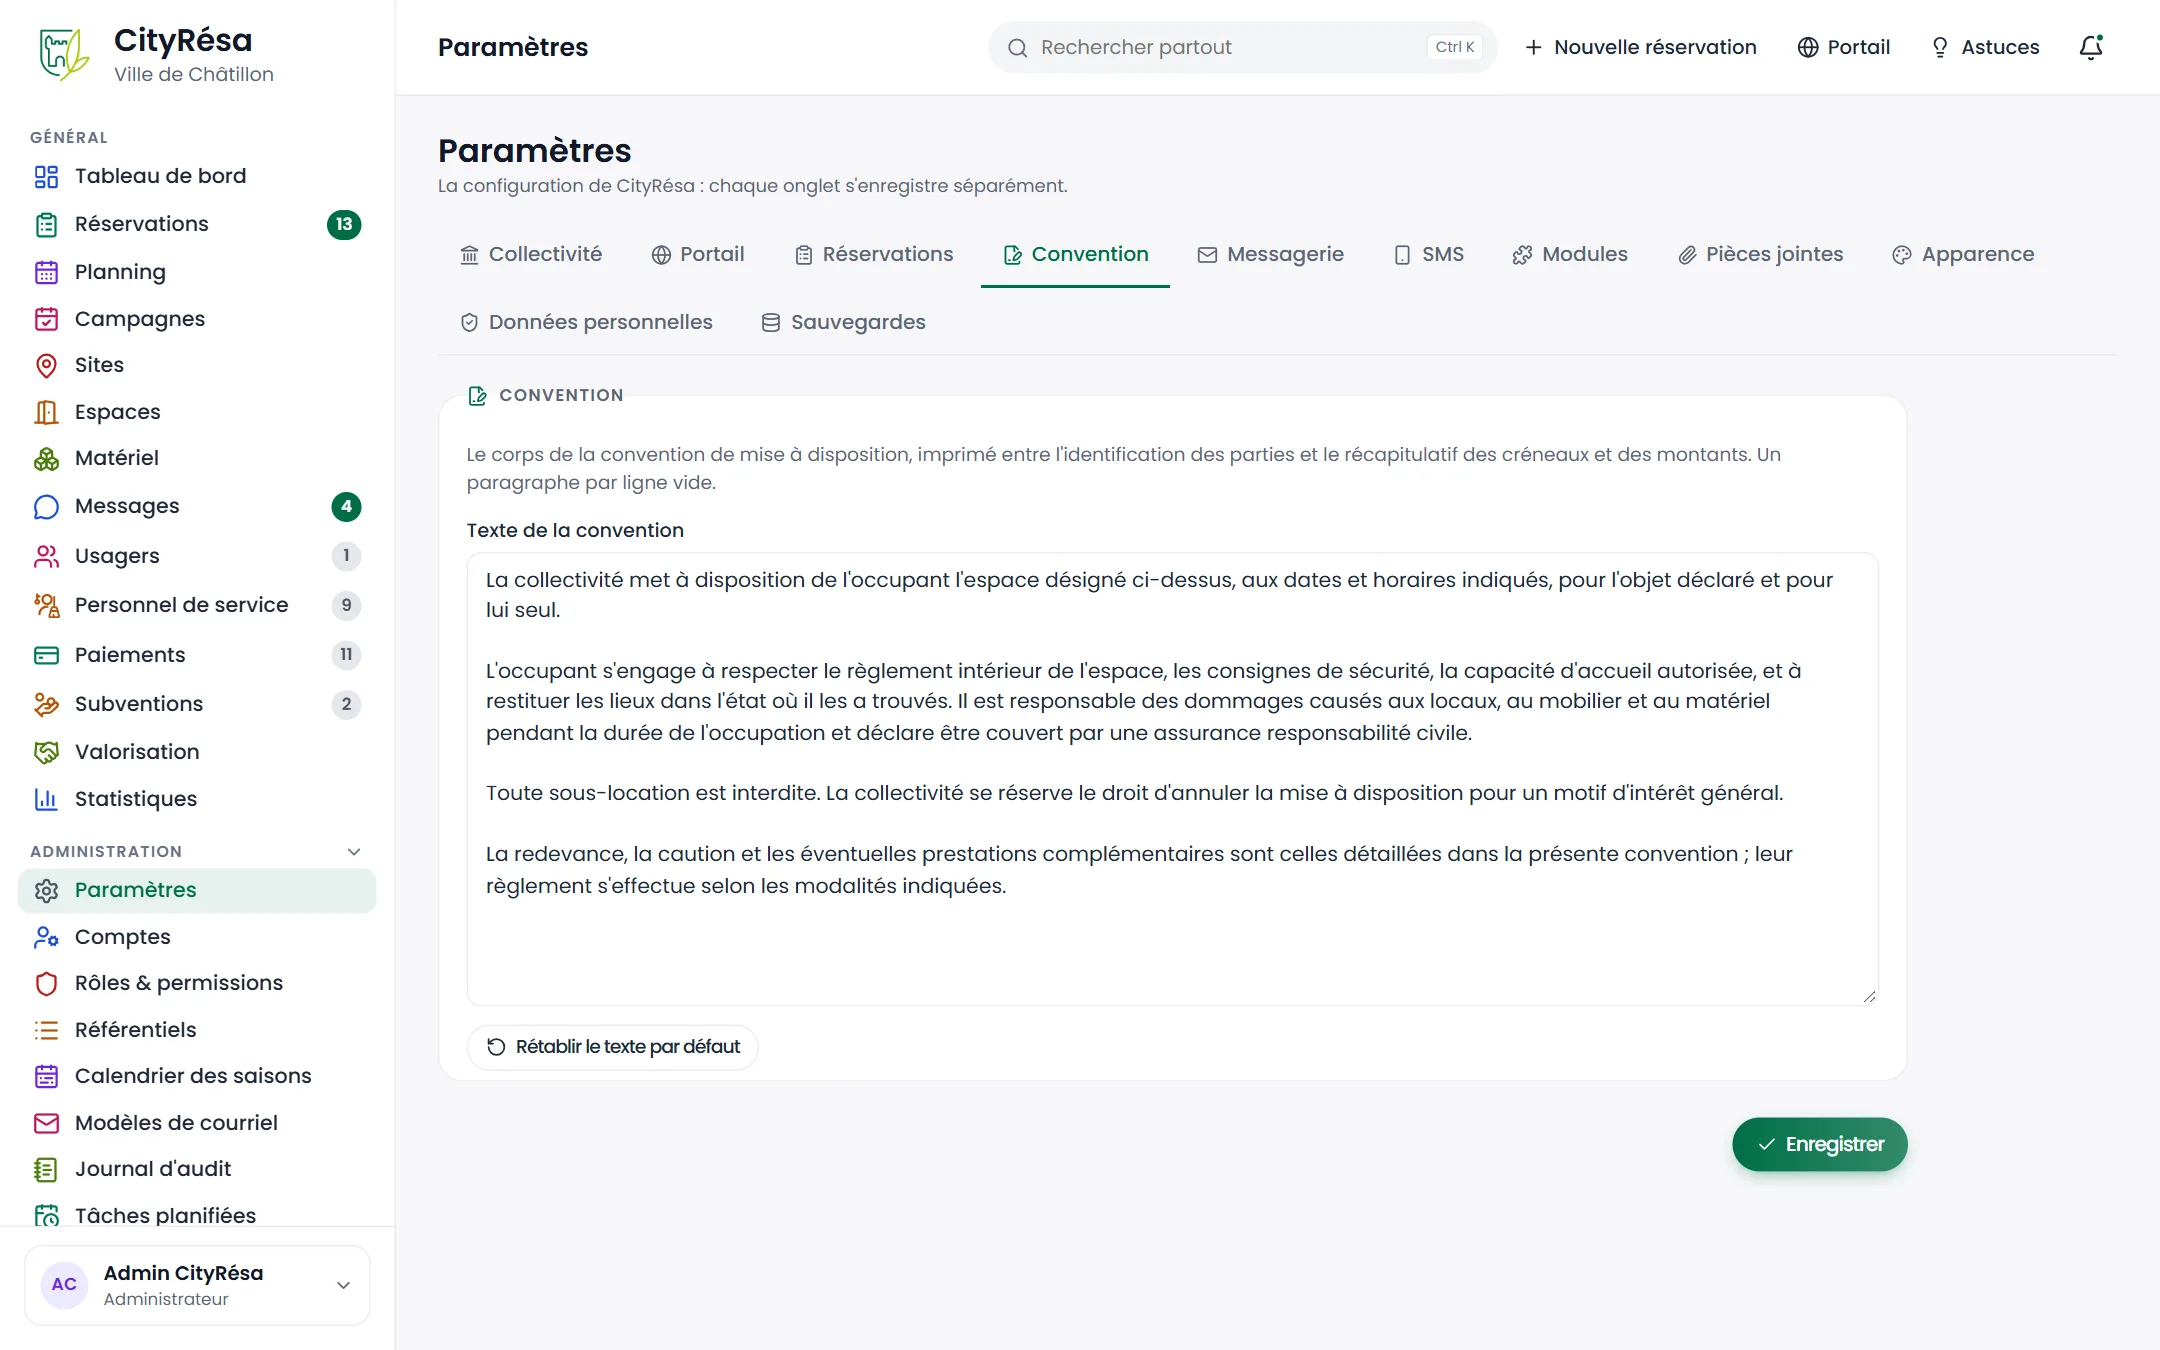 CityRésa
Ville de Châtillon
GÉNÉRAL
Tableau de bord
Réservations 13
Planning
Campagnes
Sites
Espaces
Matériel
Messages 4
Usagers 1
Personnel de service 9
Paiements 11
Subventions 2
Valorisation
Statistiques
ADMINISTRATION
Paramètres
Comptes
Rôles & permissions
Référentiels
Calendrier des saisons
Modèles de courriel
Journal d'audit
Tâches planifiées
AC
Admin CityRésa
Administrateur
Paramètres
Rechercher partout
Ctrl K
Nouvelle réservation
Portail
Astuces
Paramètres
La configuration de CityRésa : chaque onglet s'enregistre séparément.
Collectivité
Portail
Réservations
Convention
Messagerie
SMS
Modules
Pièces jointes
Apparence
Données personnelles
Sauvegardes
CONVENTION
Le corps de la convention de mise à disposition, imprimé entre l'identification des parties et le récapitulatif des créneaux et des montants. Un
paragraphe par ligne vide.
Texte de la convention
La collectivité met à disposition de l'occupant l'espace désigné ci-dessus, aux dates et horaires indiqués, pour l'objet déclaré et pour
lui seul.
L'occupant s'engage à respecter le règlement intérieur de l'espace, les consignes de sécurité, la capacité d'accueil autorisée, et à
restituer les lieux dans l'état où il les a trouvés. Il est responsable des dommages causés aux locaux, au mobilier et au matériel
pendant la durée de l'occupation et déclare être couvert par une assurance responsabilité civile.
Toute sous-location est interdite. La collectivité se réserve le droit d'annuler la mise à disposition pour un motif d'intérêt général.
La redevance, la caution et les éventuelles prestations complémentaires sont celles détaillées dans la présente convention ; leur
règlement s'effectue selon les modalités indiquées.
Rétablir le texte par défaut
Enregistrer